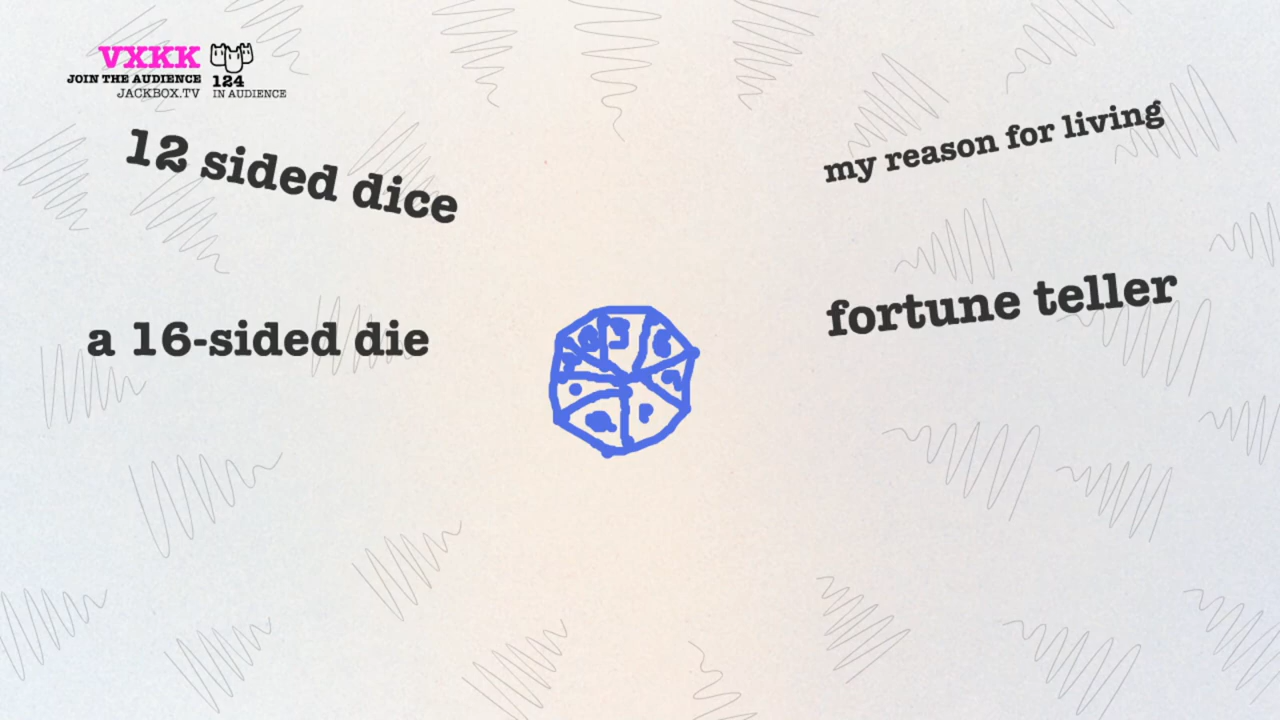 VXKK
JOIN THE AUDIENCE
JACKBOX.TV
124
IN AUDIENCE
12 sided dice
my reason for living
a 16-sided die
fortune teller